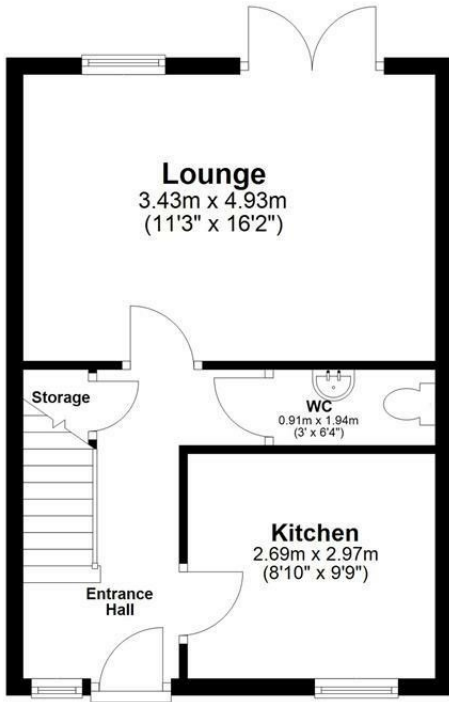 Lounge
3.43m x 4.93m
(11'3" x 16'2")
Storage
WC
0.91m x 1.94m
(3' x 6'4")
Kitchen
2.69m x 2.97m
(8'10" x 9'9")
Entrance
Hall